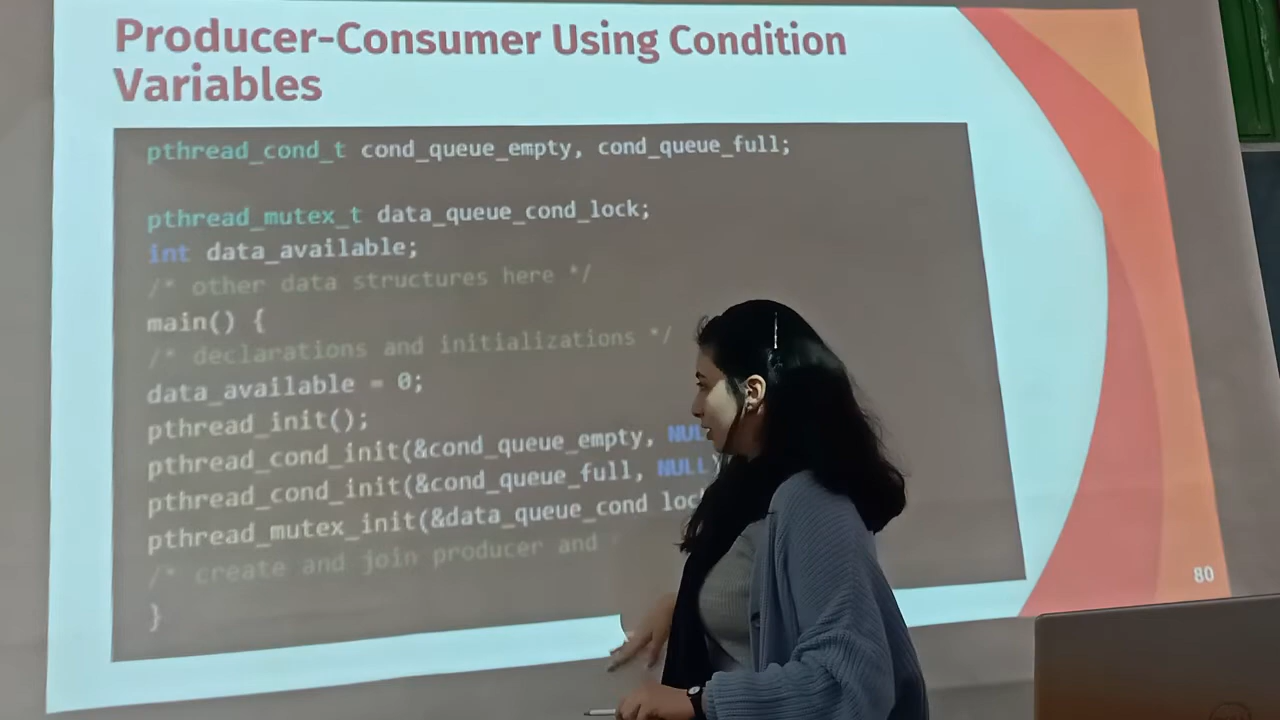 Producer-Consumer Using Condition
Variables
pthread_cond_t cond_queue_empty, cond_queue_full;
pthread_mutex_t data_queue_cond_lock;
int data_available;
/* other data structures here */
main() {
/* declarations and initializations */
data_available = 0;
pthread_init();
pthread_cond_init(&cond_queue_empty,
pthread_cond_init(&cond_queue_full, NULL)
pthread_mutex_init(&data_queue_cond
/* create and join producer and
}
80